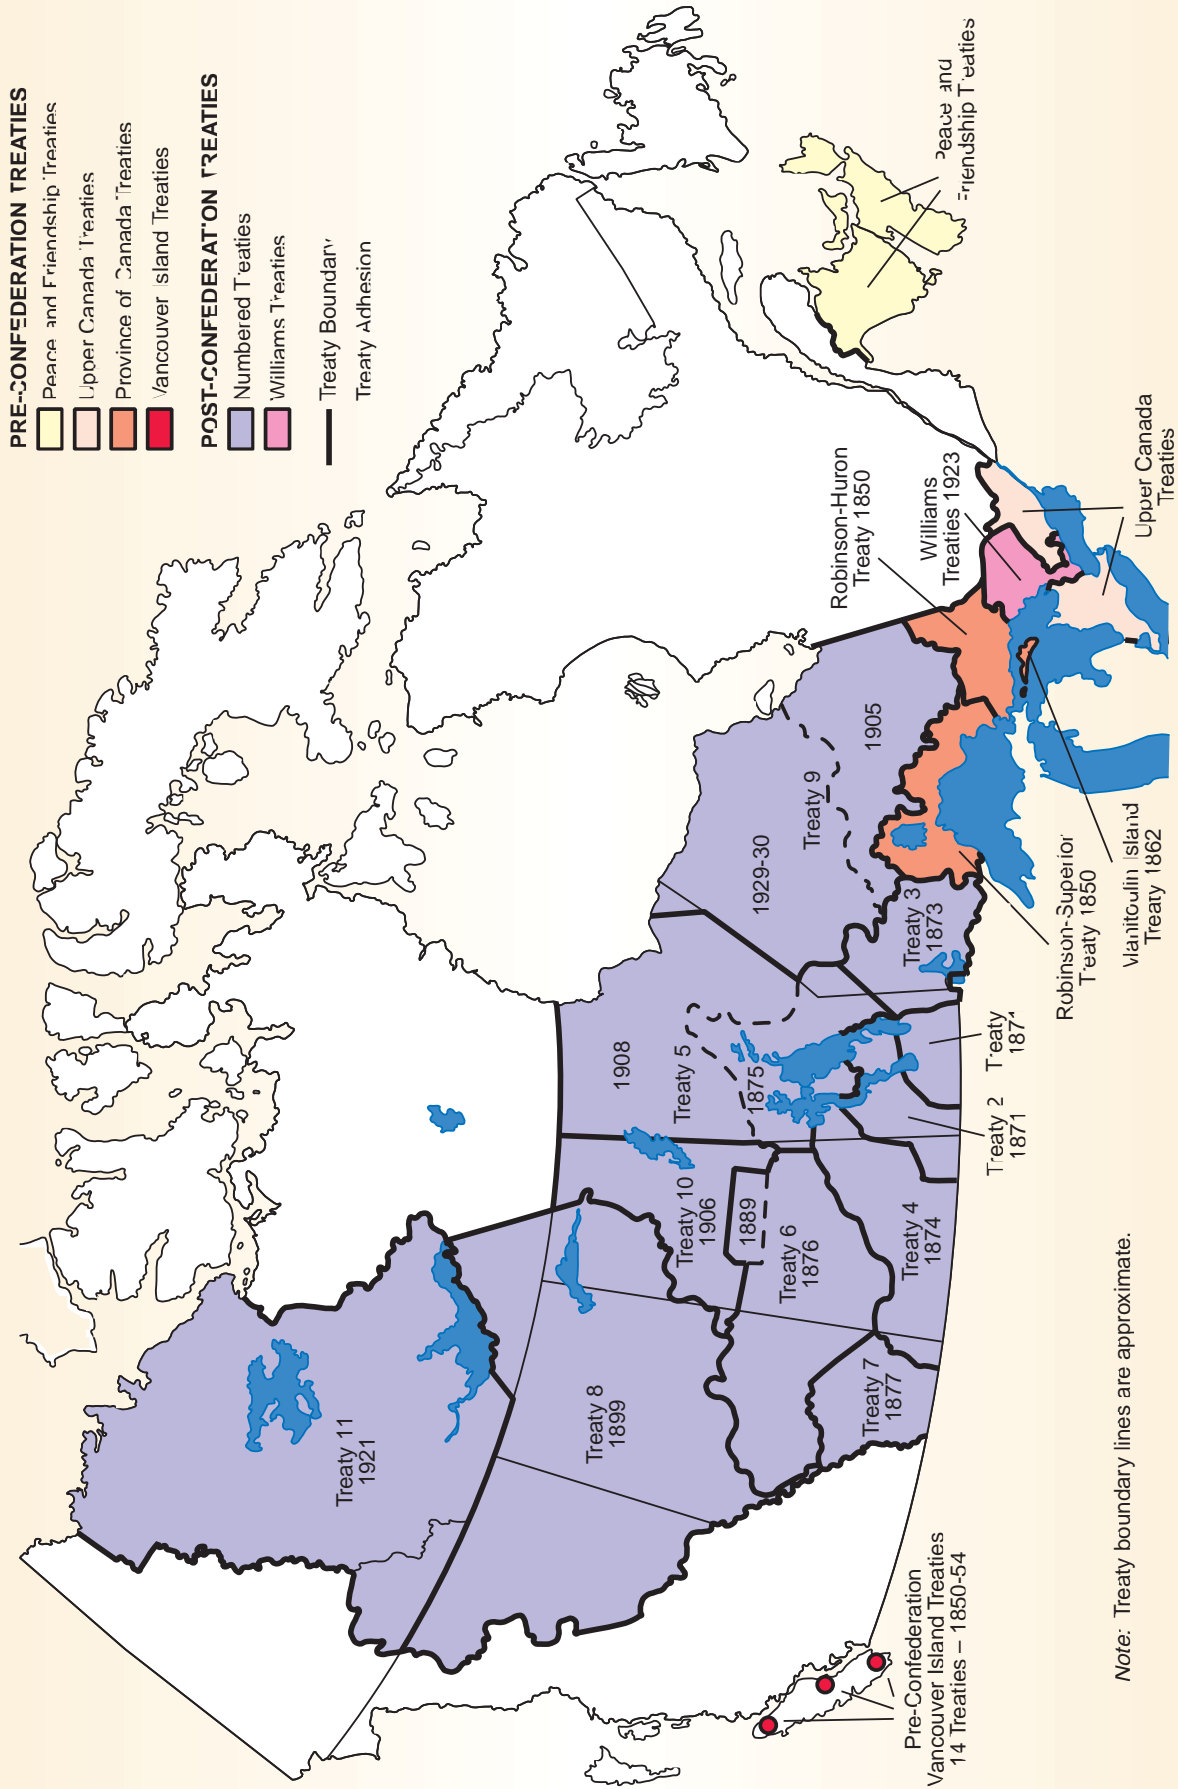 PRE-CONFEDERATION TREATIES
Peace and Friendship Treaties
Upper Canada Treaties
Province of Canada Treaties
Vancouver Island Treaties
POST-CONFEDERATION TREATIES
Numbered Treaties
Williams Treaties
Treaty Boundary
Treaty Adhesion
Treaty 11
1921
Treaty 8
1899
Treaty 10
1906
1908
Treaty 5
1875
1889
Treaty 6
1876
Treaty 7
1877
Treaty 4
1874
Treaty 2
1871
Treaty
1871
Treaty 3
1873
1929-30
Treaty 9
1905
Robinson-Huron
Treaty 1850
Williams
Treaties 1923
Peace and
Friendship Treaties
Upper Canada
Treaties
Manitoulin Island
Treaty 1862
Robinson-Superior
Treaty 1850
Pre-Confederation
Vancouver Island Treaties
14 Treaties – 1850-54
Note: Treaty boundary lines are approximate.